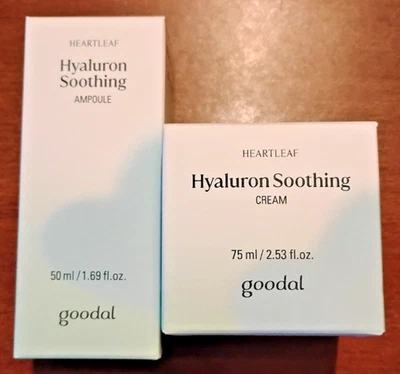 HEARTLEAF
Hyaluron
Soothing
AMPOULE
50 ml / 1.69 fl.oz.
goodal
HEARTLEAF
Hyaluron Soothing
CREAM
75 ml / 2.53 fl.oz.
goodal